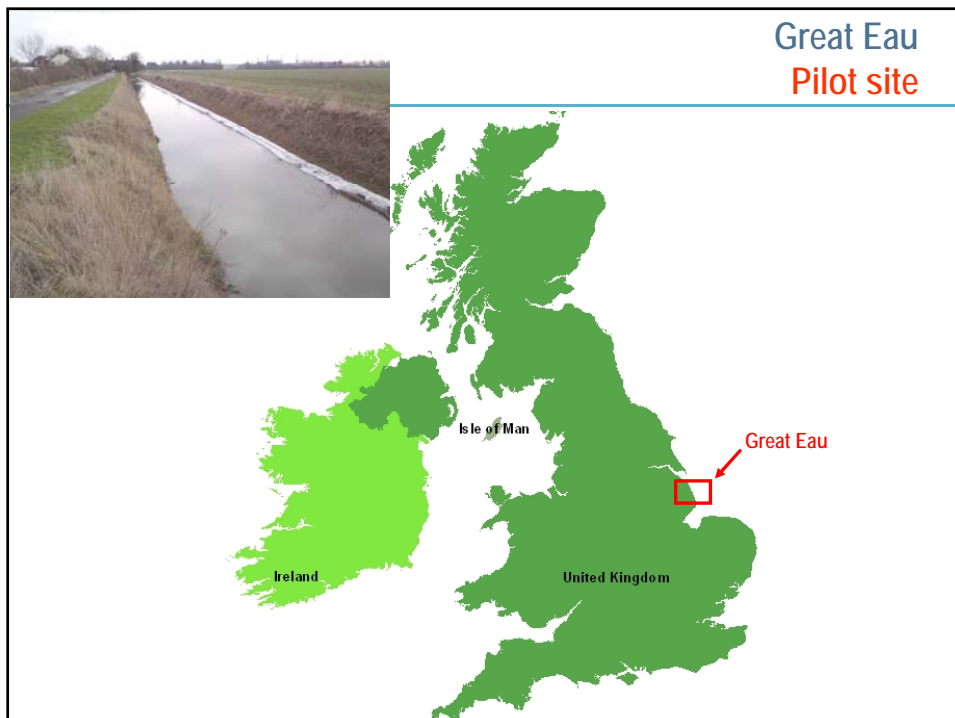 Great Eau
Pilot site
Isle of Man
Great Eau
Ireland
United Kingdom